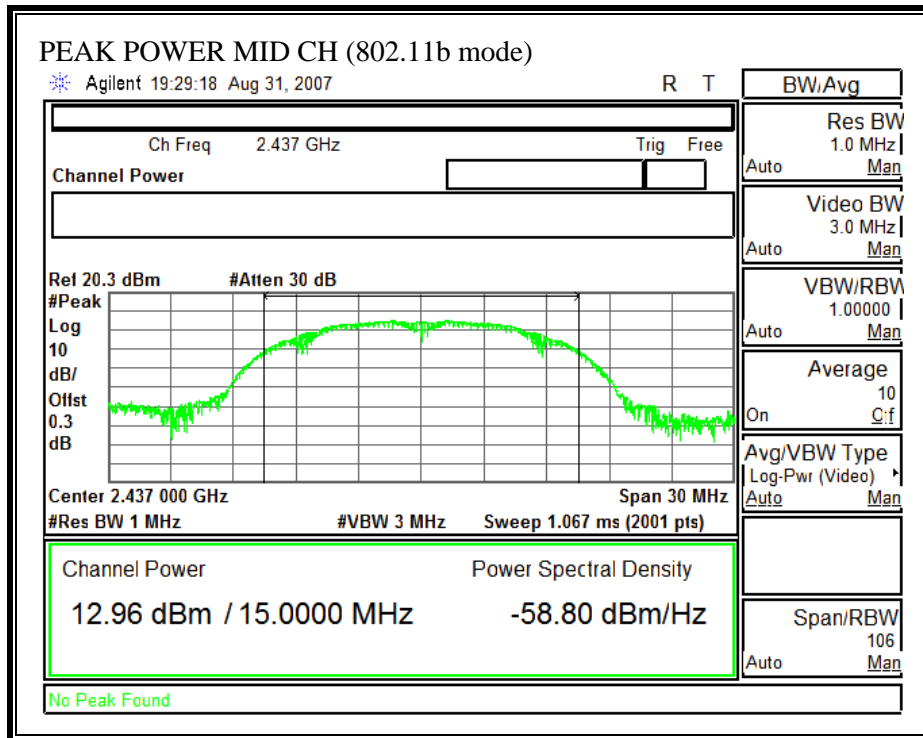 PEAK POWER MID CH (802.11b mode)
Agilent 19:29:18 Aug 31, 2007 R T
BW/Avg
Ch Freq 2.437 GHz Trig Free
Channel Power
Ref 20.3 dBm #Atten 30 dB
#Peak
Log
10
dB/
Offst
0.3
dB
Center 2.437 000 GHz Span 30 MHz
#Res BW 1 MHz #VBW 3 MHz Sweep 1.067 ms (2001 pts)
Channel Power Power Spectral Density
12.96 dBm / 15.0000 MHz -58.80 dBm/Hz
No Peak Found
Res BW
1.0 MHz
Auto Man
Video BW
3.0 MHz
Auto Man
VBW/RBW
1.00000
Auto Man
Average
10
On Off
Avg/VBW Type
Log-Pwr (Video)
Auto Man
Span/RBW
106
Auto Man